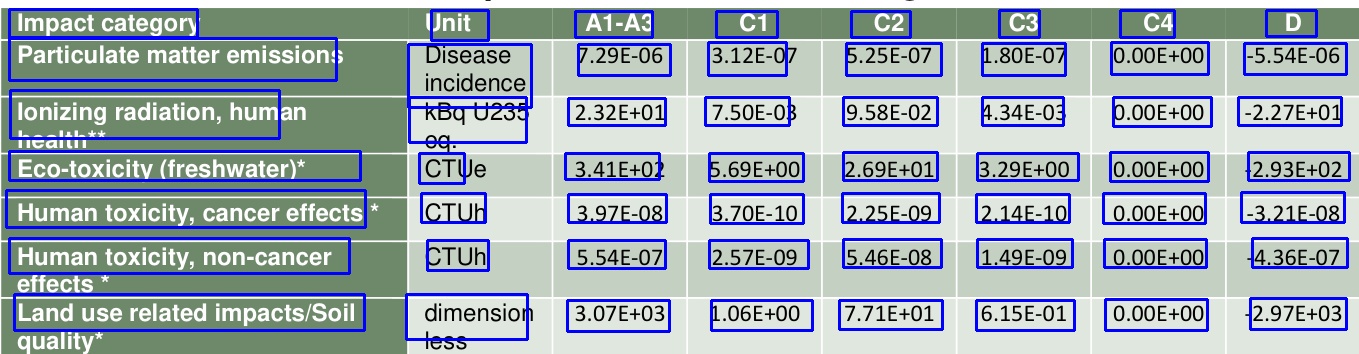 Impact category Unit A1-A3 C1 C2 C3 C4 D
Particulate matter emissions Disease 7.29E-06 3.12E-07 5.25E-07 1.80E-07 0.00E+00 -5.54E-06
incidence
Ionizing radiation, human kBq U235 2.32E+01 7.50E-03 9.58E-02 4.34E-03 0.00E+00 -2.27E+01
health** eq.
Eco-toxicity (freshwater)* CTUe 3.41E+02 5.69E+00 2.69E+01 3.29E+00 0.00E+00 -2.93E+02
Human toxicity, cancer effects * CTUh 3.97E-08 3.70E-10 2.25E-09 2.14E-10 0.00E+00 -3.21E-08
Human toxicity, non-cancer CTUh 5.54E-07 2.57E-09 5.46E-08 1.49E-09 0.00E+00 -4.36E-07
effects *
Land use related impacts/Soil dimension 3.07E+03 1.06E+00 7.71E+01 6.15E-01 0.00E+00 -2.97E+03
quality* less